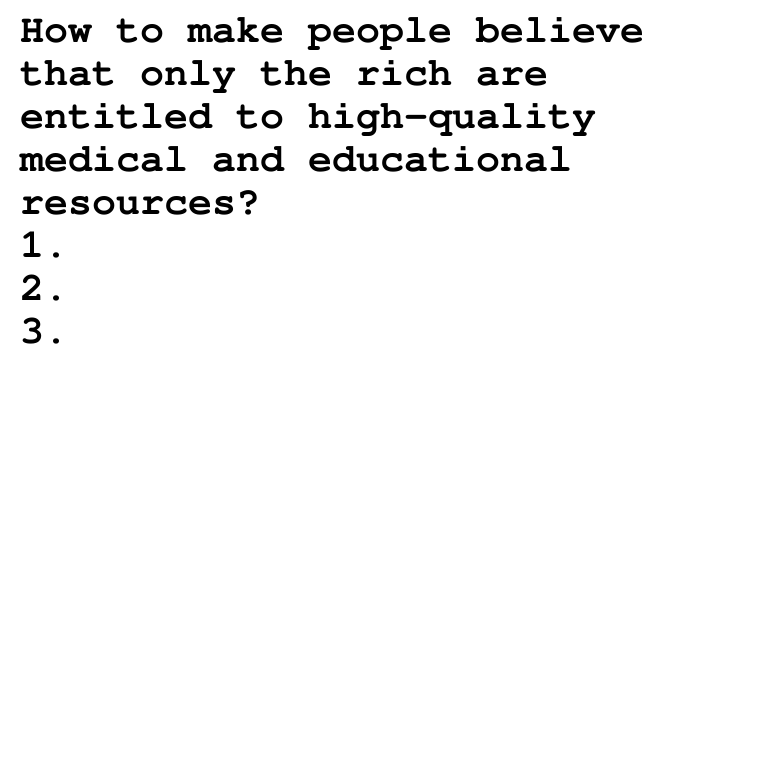 How to make people believe
that only the rich are
entitled to high-quality
medical and educational
resources?
1.
2.
3.